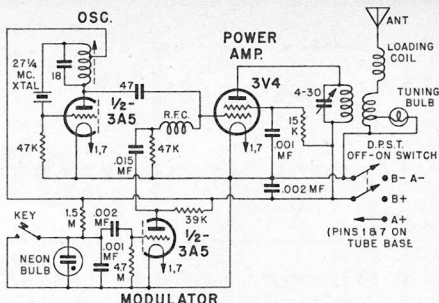 OSC.
POWER
AMP.
ANT
LOADING
COIL
TUNING
BULB
27 1/4
MC.
XTAL
18
47
1/2-
3A5
3V4
4-30
R.F.C.
1,7
1,7
47K
.015
MF
47K
.001
MF
15
K
D.P.S.T.
OFF-ON SWITCH
B- A-
B+
A+
(PINS 1 & 7 ON
TUBE BASE)
.002 MF
39K
KEY
1.5
M
.002
MF
1/2-
3A5
NEON
BULB
.001
MF
4.7
M
1,7
MODULATOR